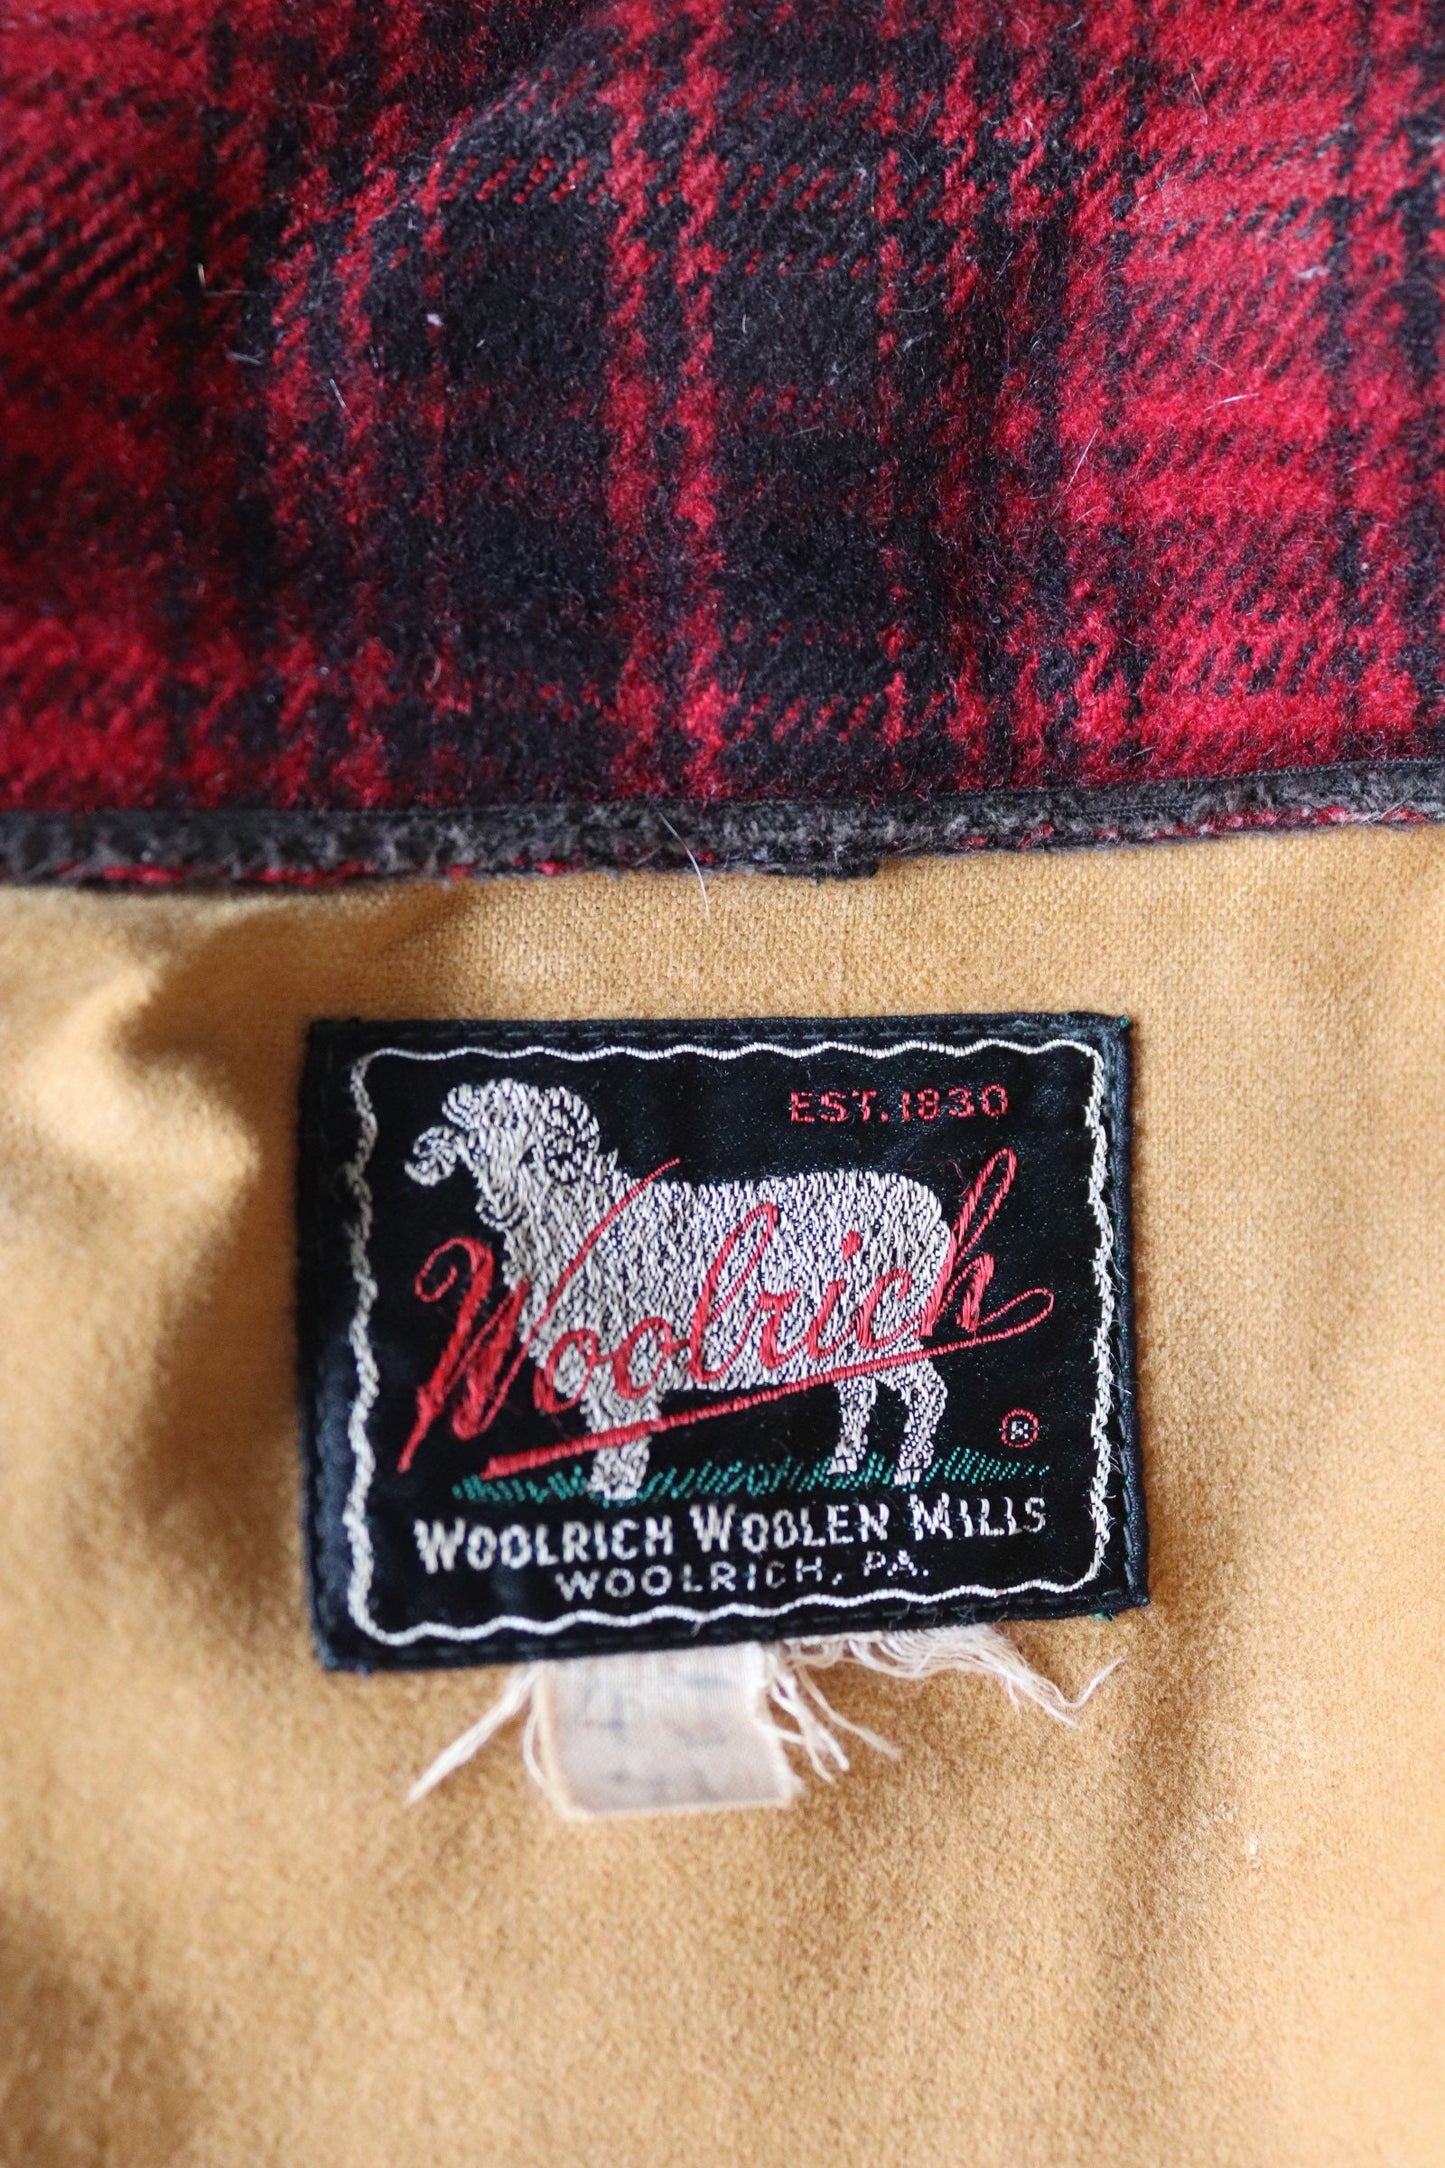 EST. 1830
Woolrich
®
WOOLRICH WOOLEN MILLS
WOOLRICH, PA.